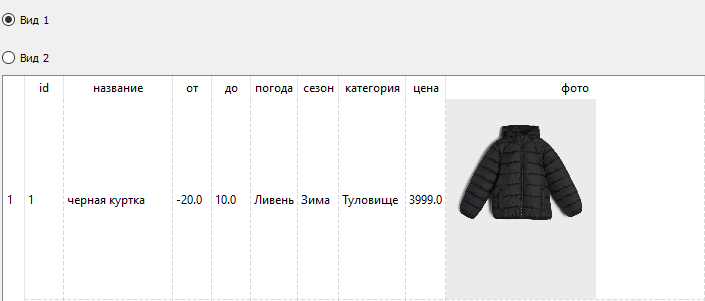 Вид 1
Вид 2
id название от до погода сезон категория цена фото
1 1 черная куртка -20.0 10.0 Ливень Зима Туловище 3999.0